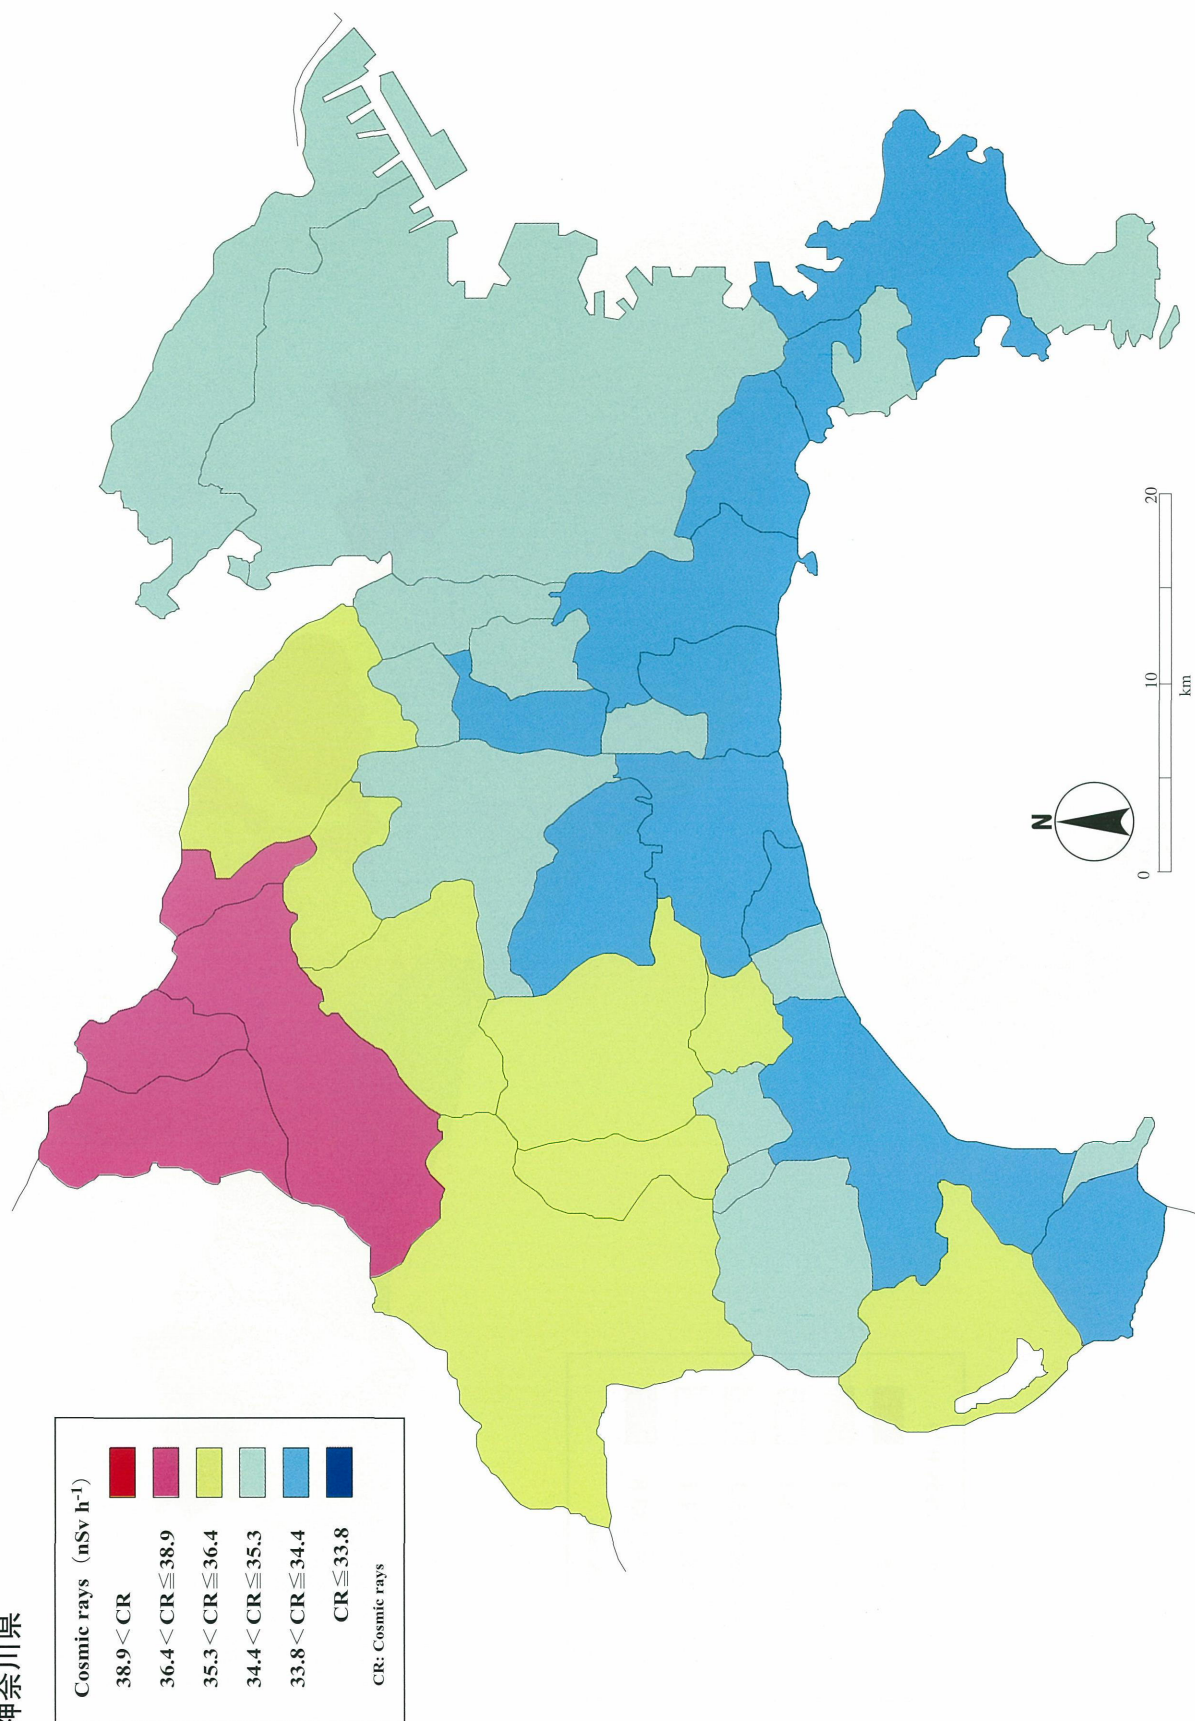 神奈川県
Cosmic rays (nSv h⁻¹)
38.9<CR
36.4<CR≦38.9
35.3<CR≦36.4
34.4<CR≦35.3
33.8<CR≦34.4
CR≦33.8
CR: Cosmic rays
N
0 10 20
km